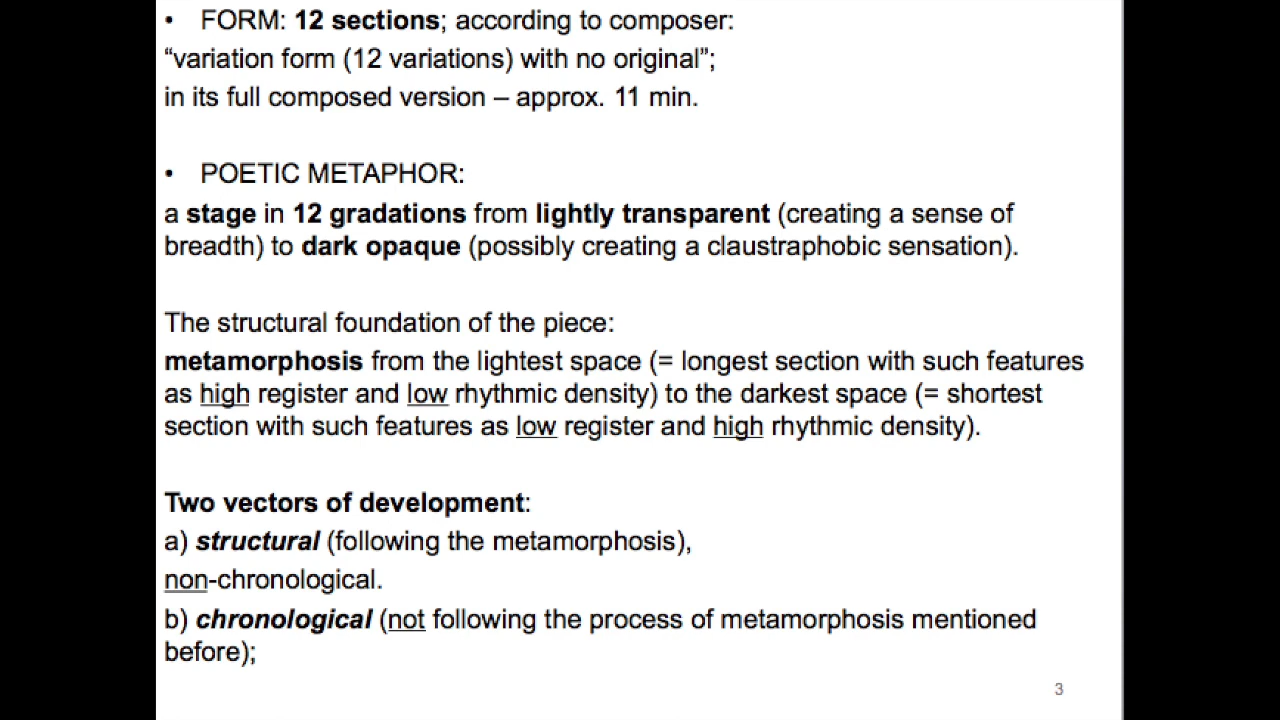 • FORM: 12 sections; according to composer:
“variation form (12 variations) with no original”;
in its full composed version – approx. 11 min.
• POETIC METAPHOR:
a stage in 12 gradations from lightly transparent (creating a sense of
breadth) to dark opaque (possibly creating a claustraphobic sensation).
The structural foundation of the piece:
metamorphosis from the lightest space (= longest section with such features
as high register and low rhythmic density) to the darkest space (= shortest
section with such features as low register and high rhythmic density).
Two vectors of development:
a) structural (following the metamorphosis),
non-chronological.
b) chronological (not following the process of metamorphosis mentioned
before);
3